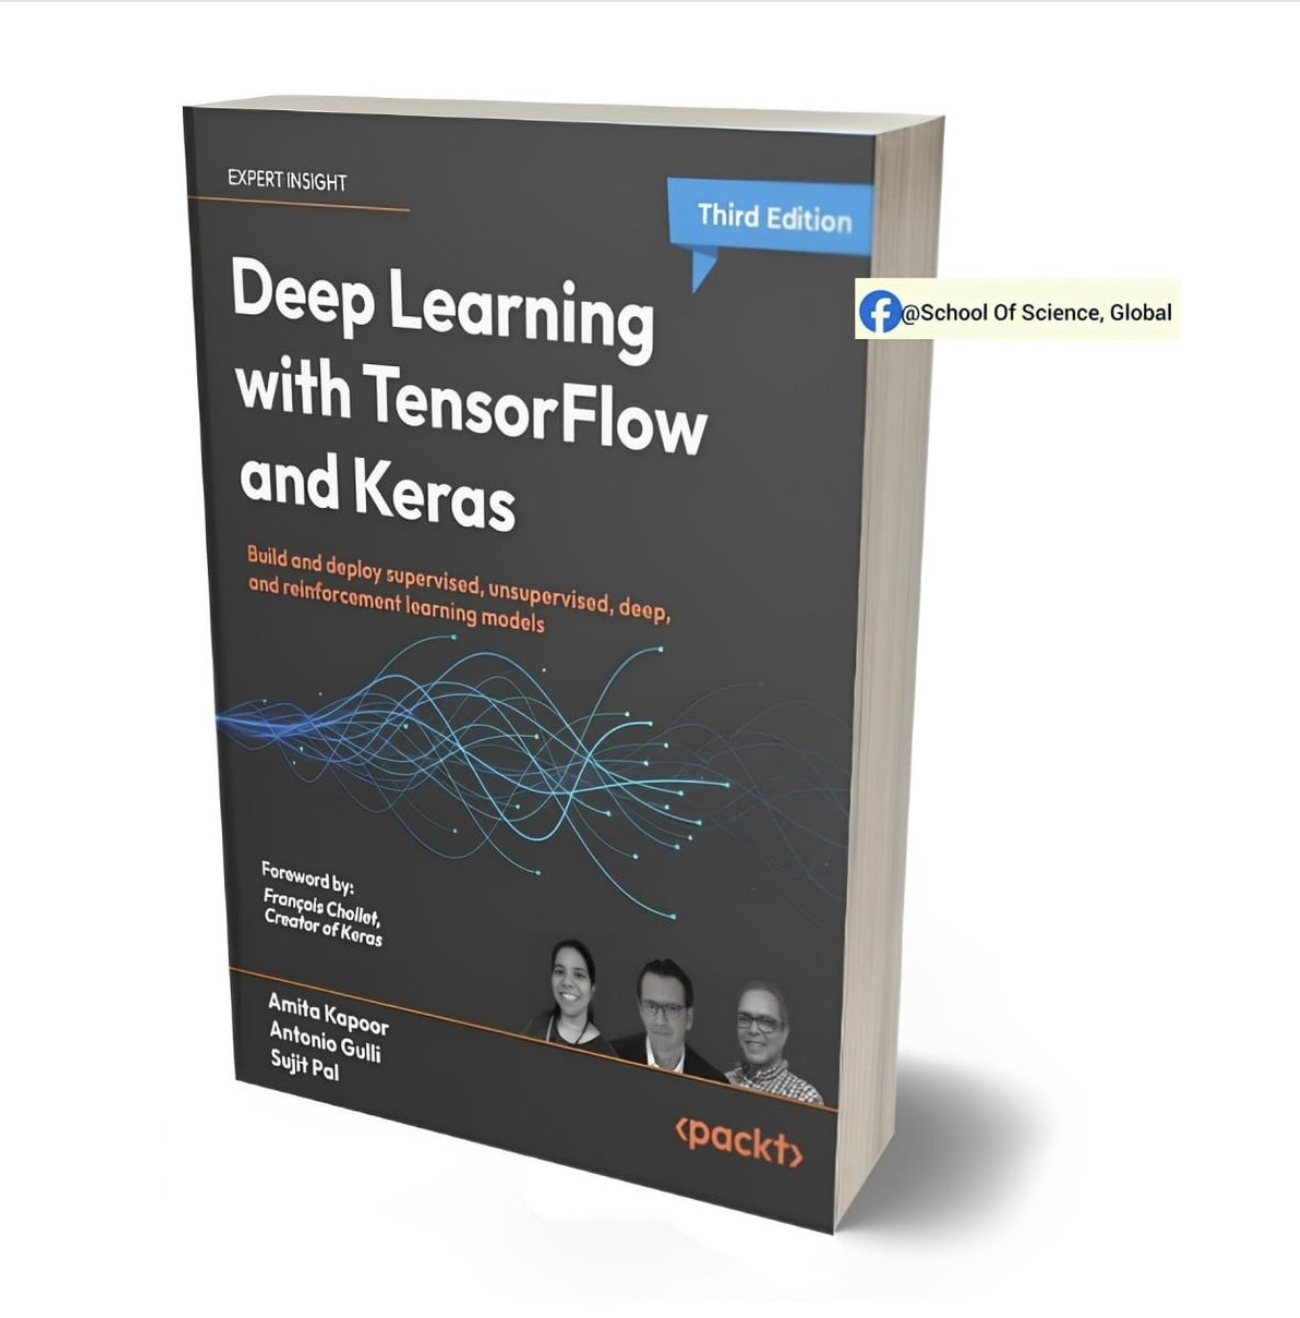 EXPERT INSIGHT
Third Edition
Deep Learning
with TensorFlow
and Keras
@School Of Science, Global
Build and deploy supervised, unsupervised, deep,
and reinforcement learning models
Foreword by:
François Chollet,
Creator of Keras
Amita Kapoor
Antonio Gulli
Sujit Pal
<packt>